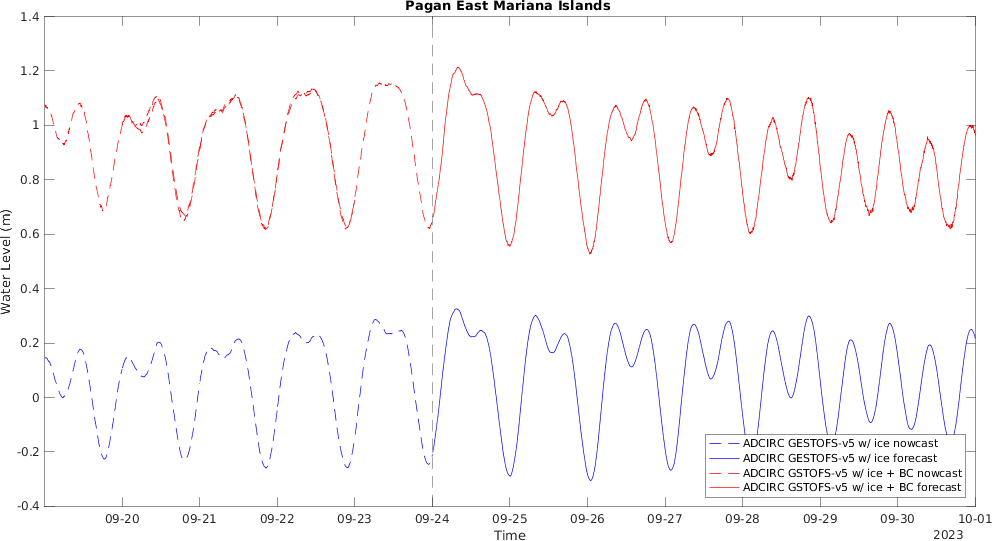 Pagan East Mariana Islands
1.4
1.2
1
0.8
0.6
0.4
0.2
0
-0.2
-0.4
Water Level (m)
ADCIRC GESTOFS-v5 w/ ice nowcast
ADCIRC GESTOFS-v5 w/ ice forecast
ADCIRC GSTOFS-v5 w/ ice + BC nowcast
ADCIRC GSTOFS-v5 w/ ice + BC forecast
09-20 09-21 09-22 09-23 09-24 09-25 09-26 09-27 09-28 09-29 09-30 10-01
Time
2023